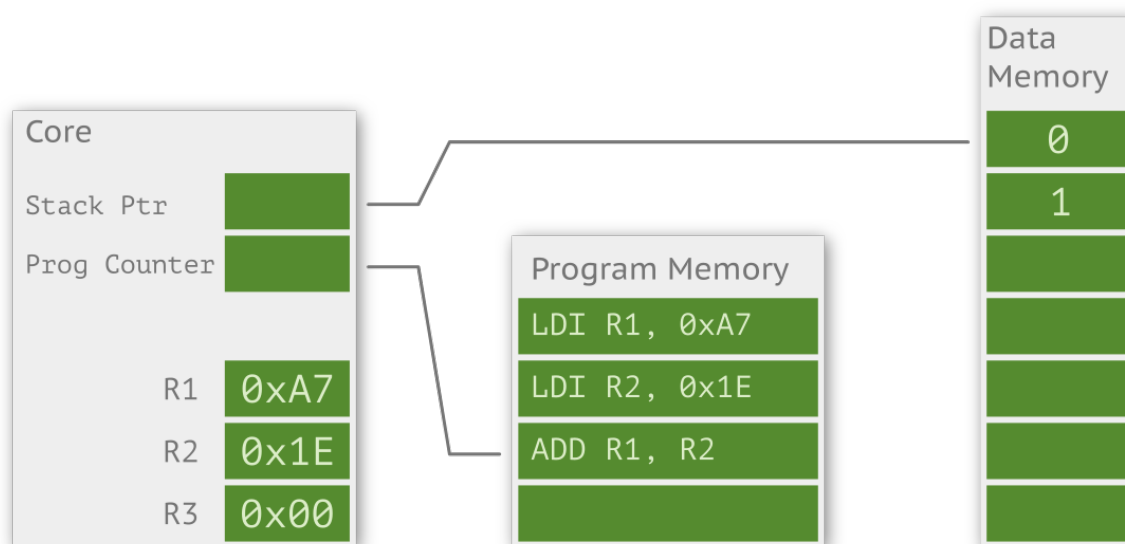 Core
Stack Ptr
Prog Counter
R1 0xA7
R2 0x1E
R3 0x00
Program Memory
LDI R1, 0xA7
LDI R2, 0x1E
ADD R1, R2
Data
Memory
0
1